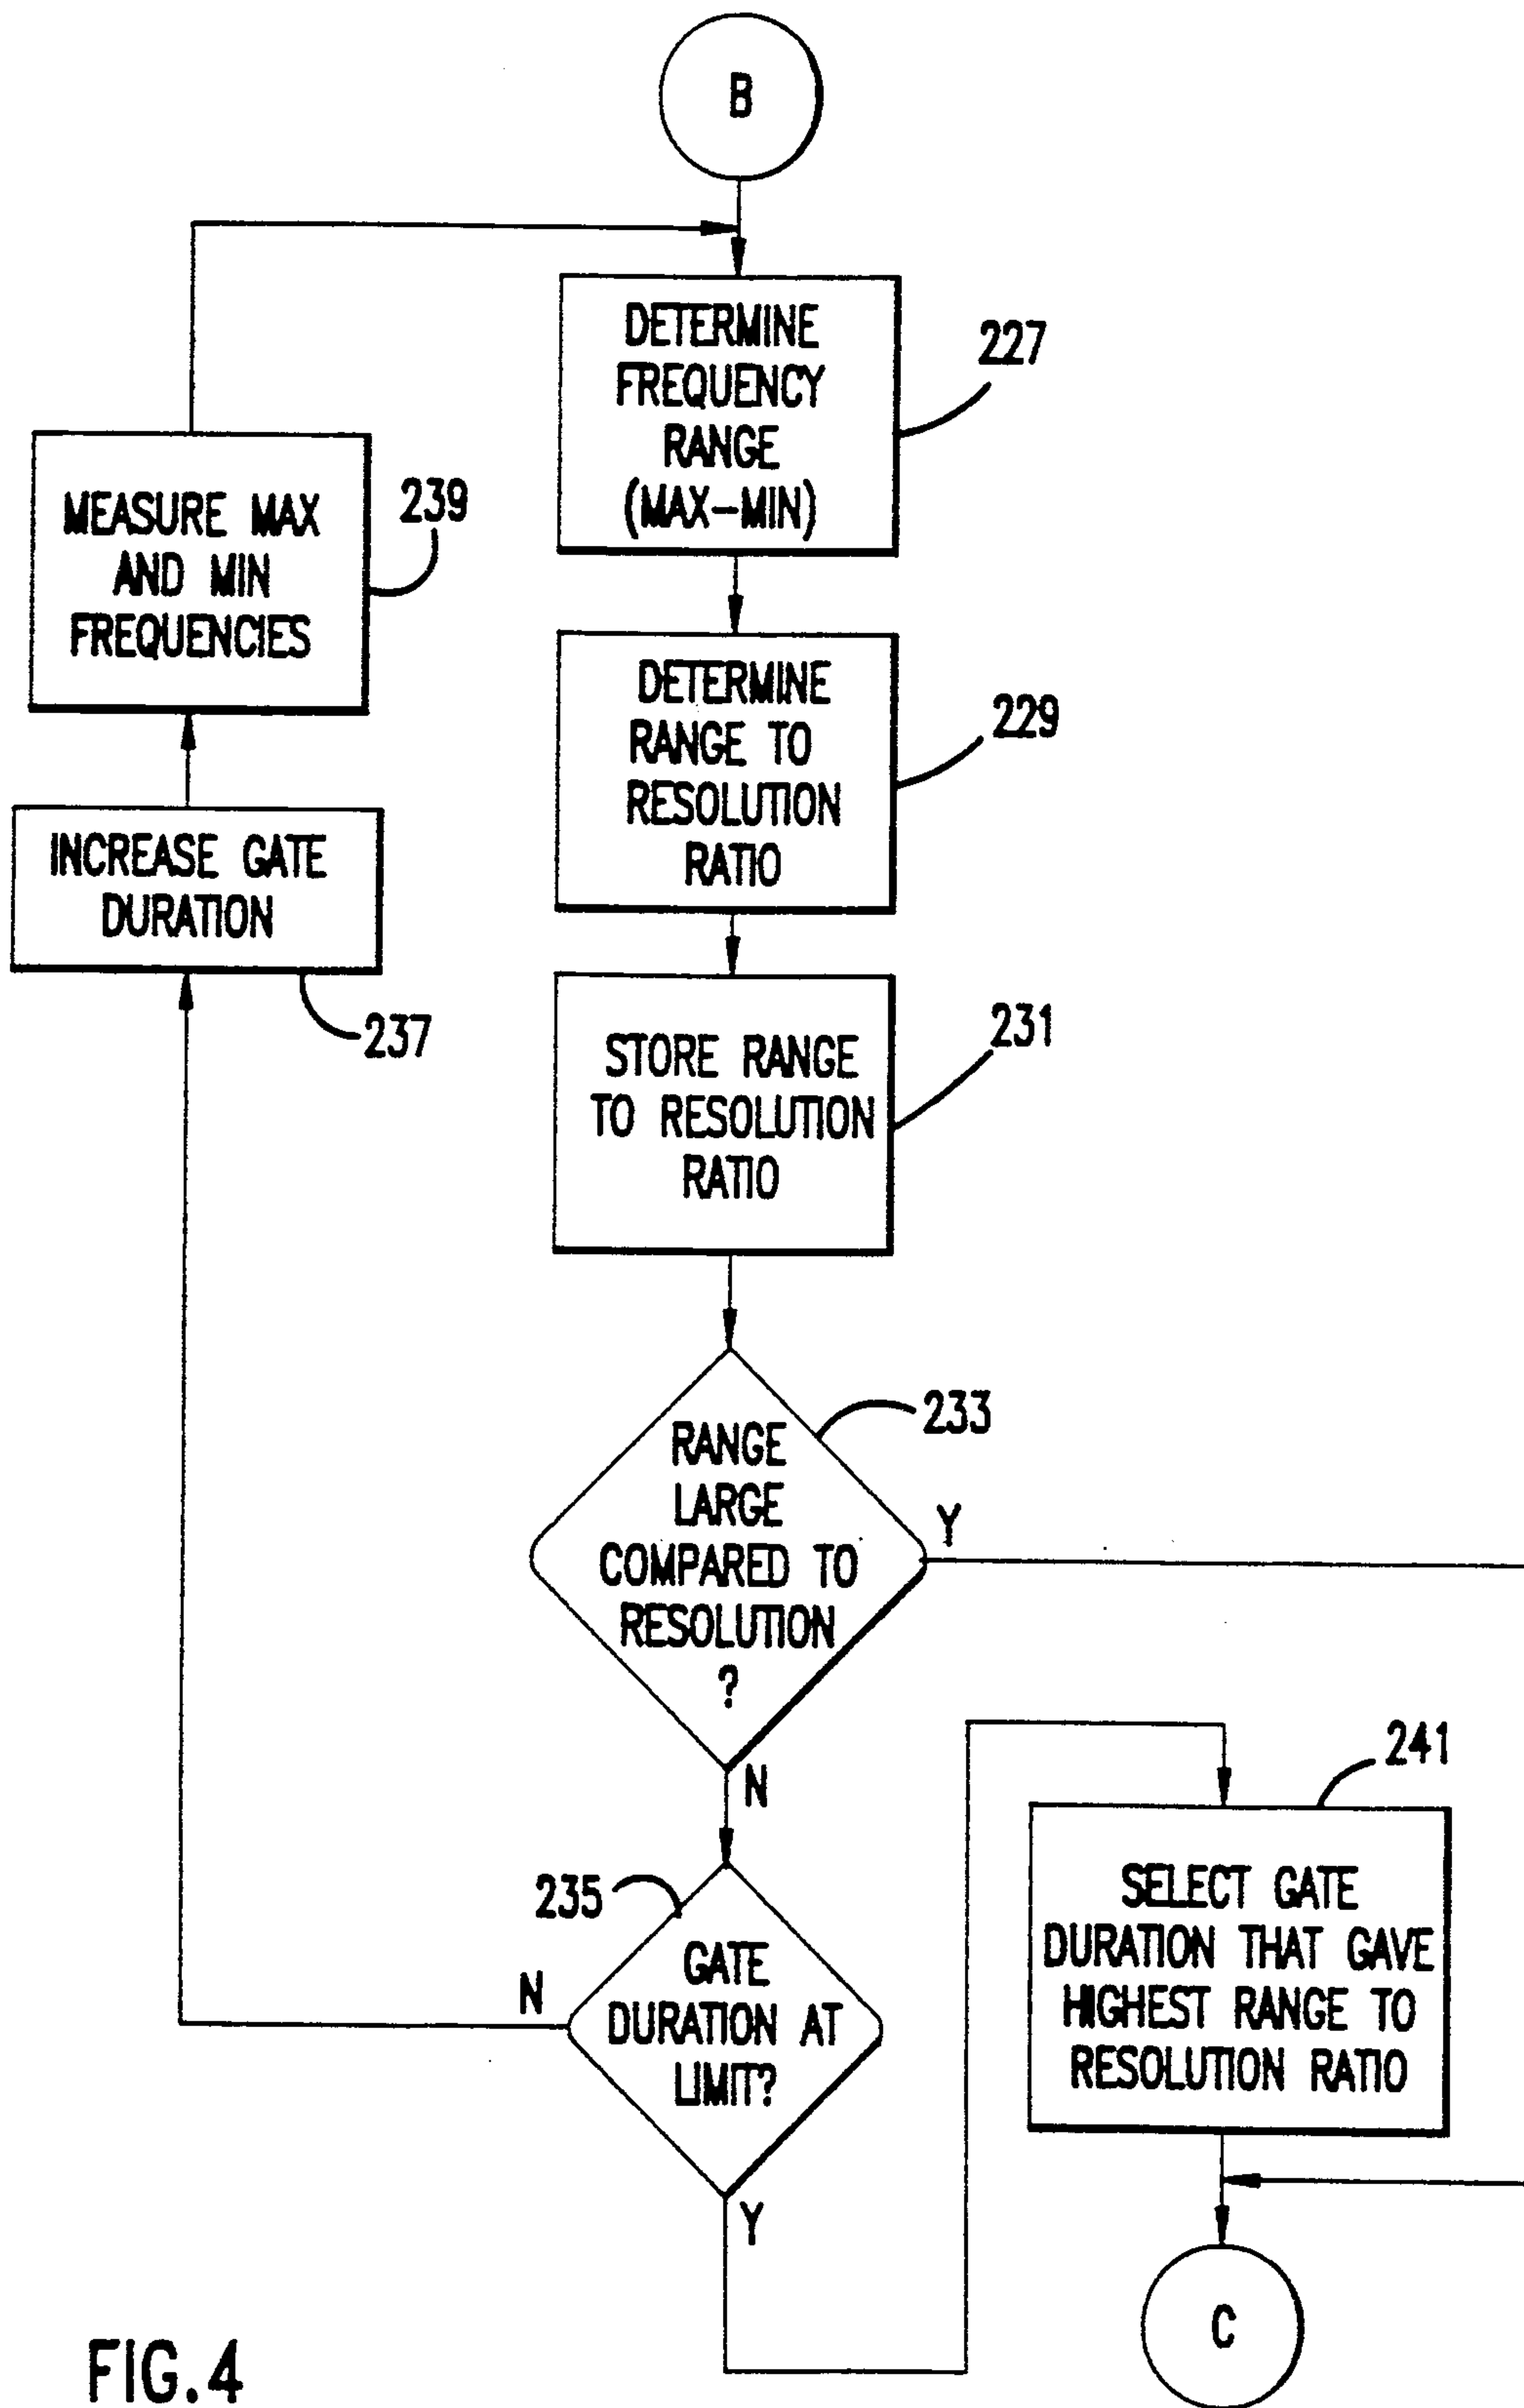 B
DETERMINE
FREQUENCY
RANGE
(MAX-MIN)
227
MEASURE MAX
AND MIN
FREQUENCIES
239
DETERMINE
RANGE TO
RESOLUTION
RATIO
229
INCREASE GATE
DURATION
237
STORE RANGE
TO RESOLUTION
RATIO
231
RANGE
LARGE
COMPARED TO
RESOLUTION
?
233
Y
N
235
GATE
DURATION AT
LIMIT?
N
Y
241
SELECT GATE
DURATION THAT GAVE
HIGHEST RANGE TO
RESOLUTION RATIO
C
FIG.4